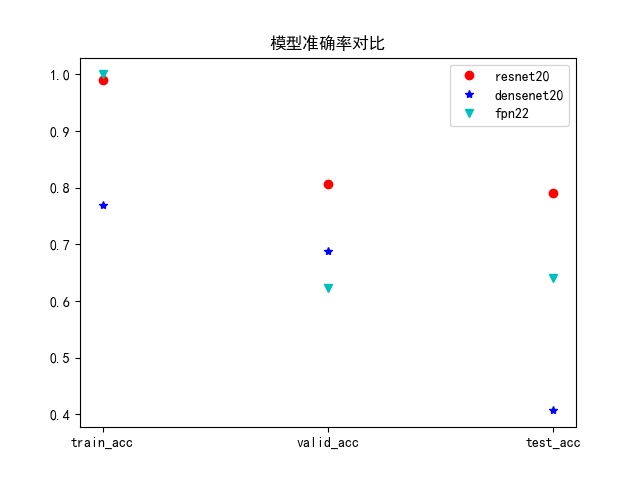 模型准确率对比
1.0
0.9
0.8
0.7
0.6
0.5
0.4
train_acc
valid_acc
test_acc
resnet20
densenet20
fpn22